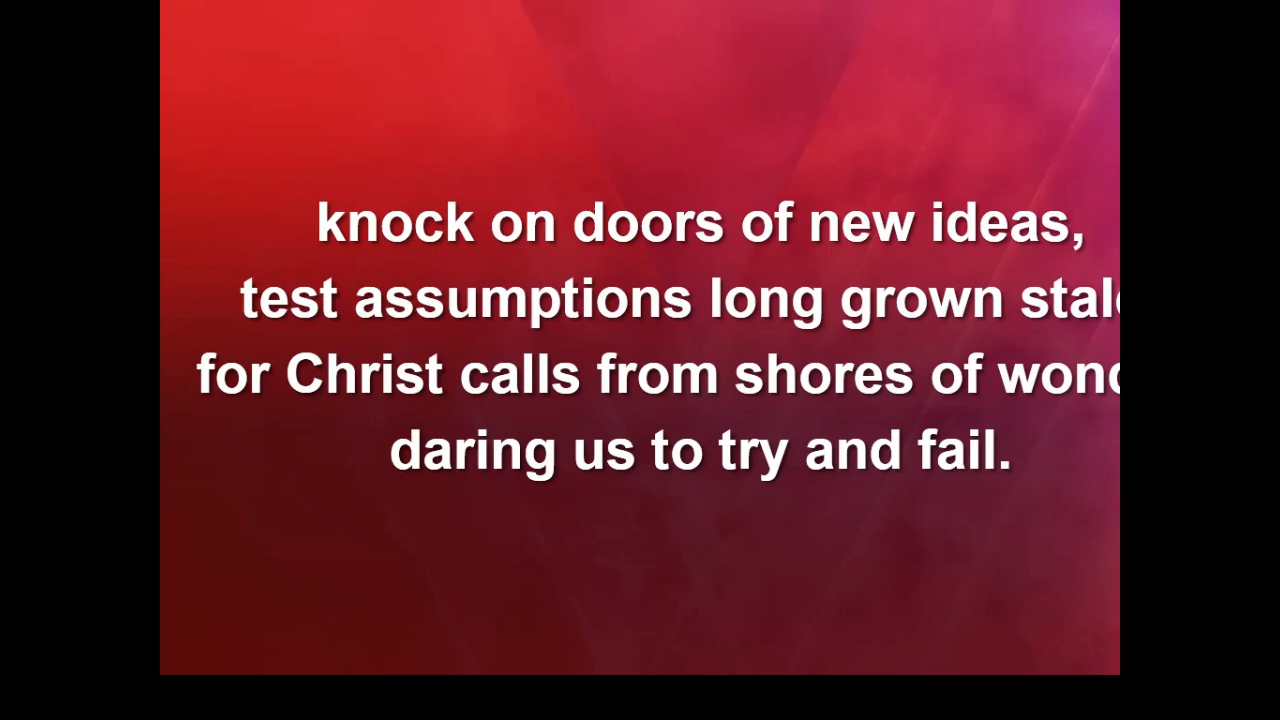 knock on doors of new ideas,
test assumptions long grown
for Christ calls from shores of
daring us to try and fail.